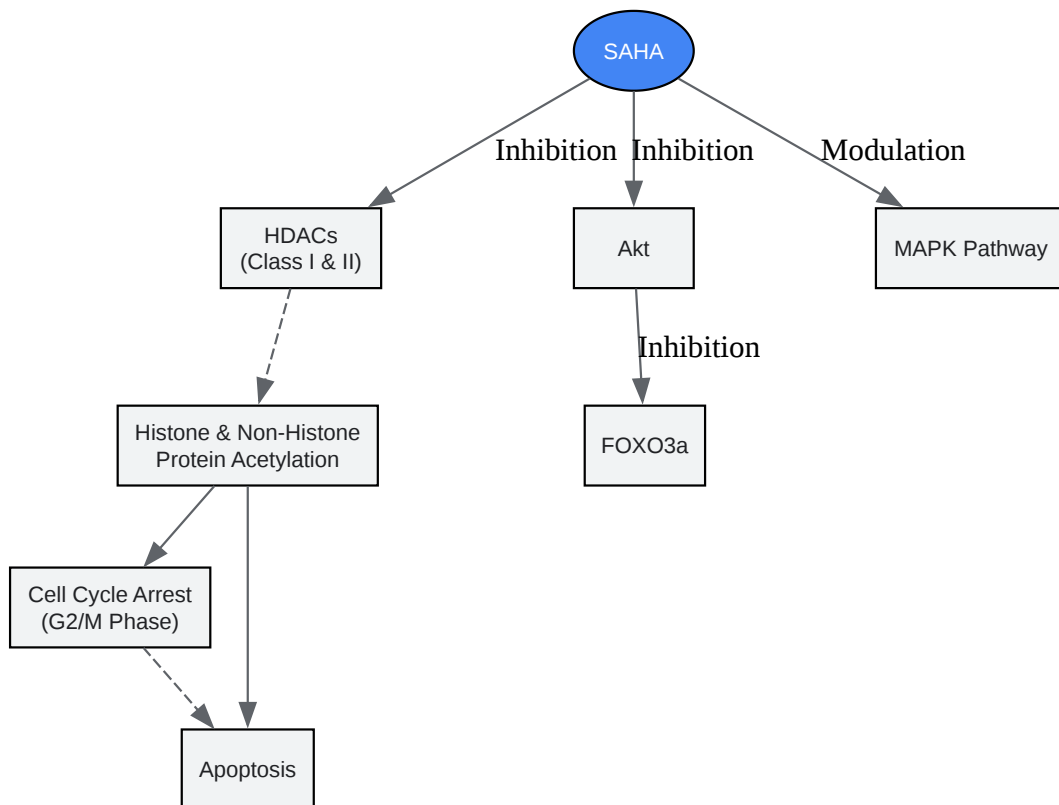 SAHA
Inhibition
Inhibition
Modulation
HDACs
(Class I & II)
Akt
MAPK Pathway
Inhibition
Histone & Non-Histone
Protein Acetylation
FOXO3a
Cell Cycle Arrest
(G2/M Phase)
Apoptosis